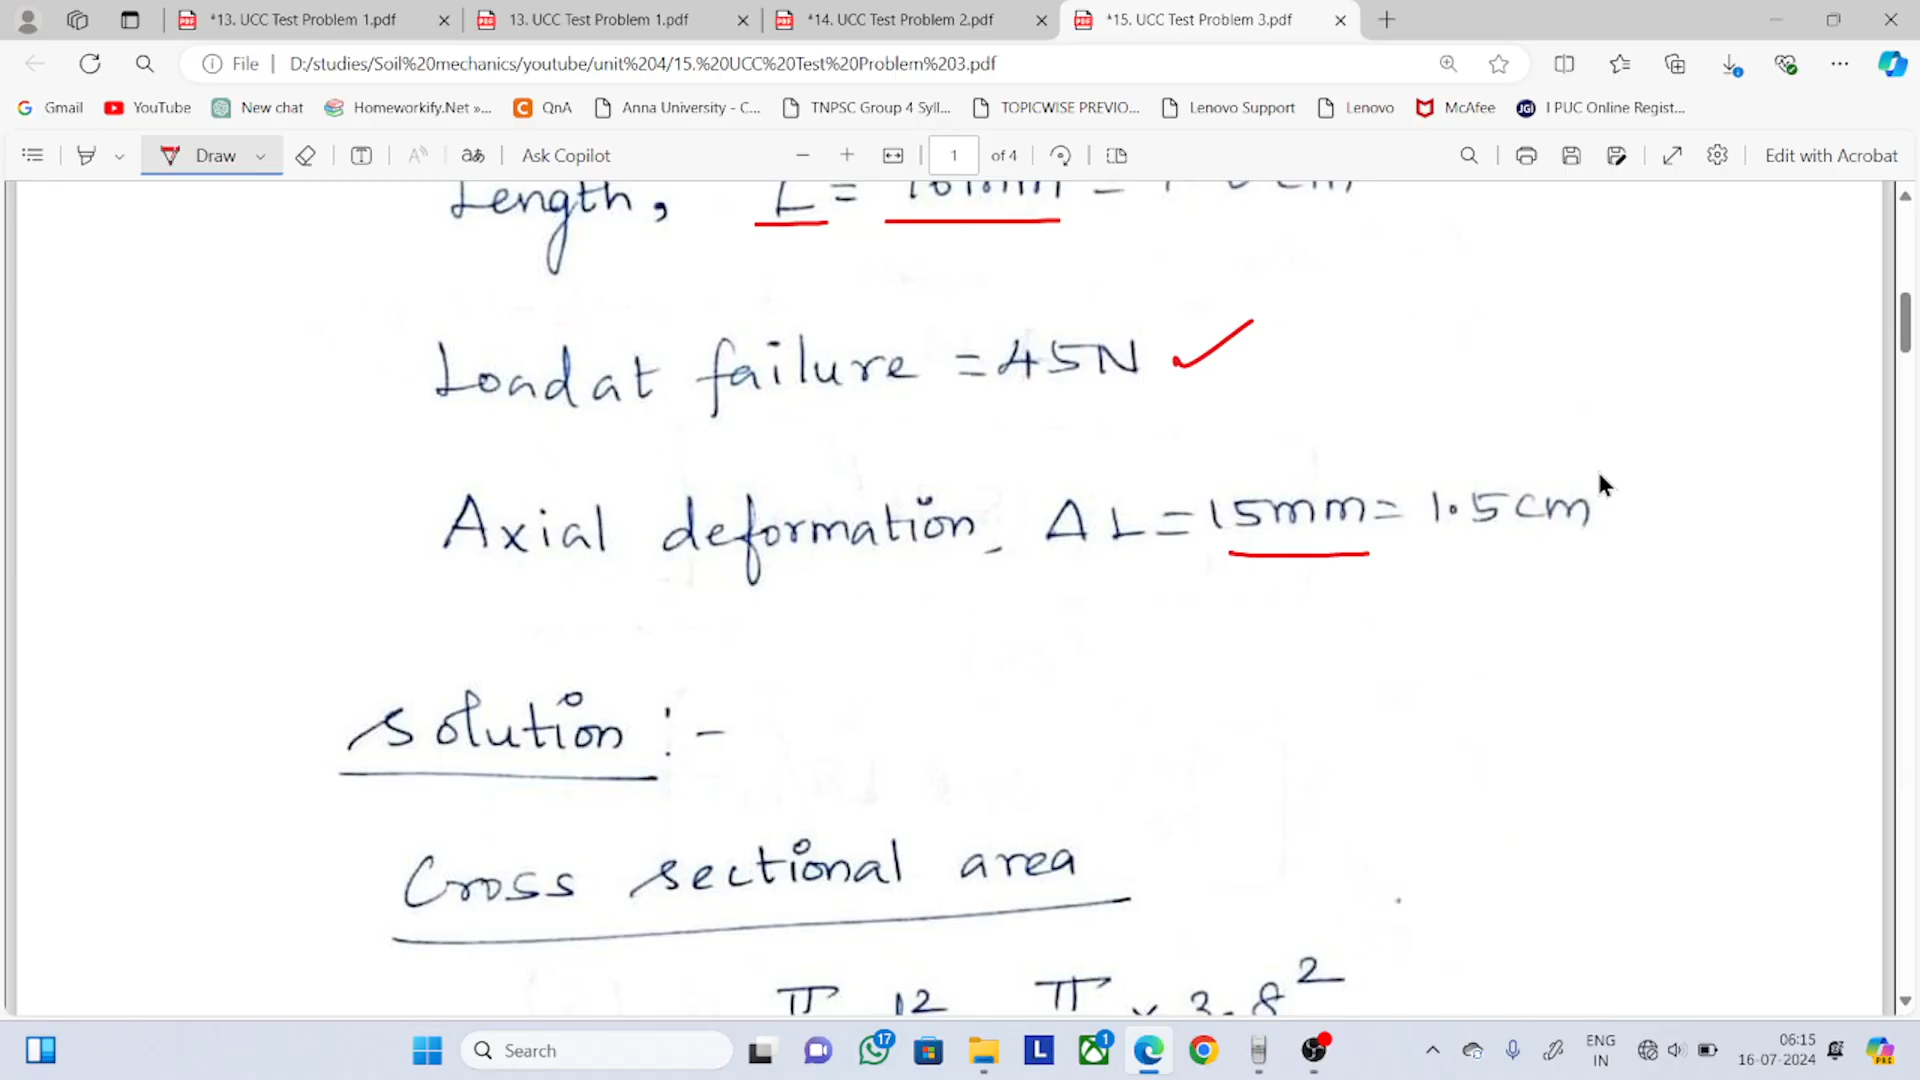 *13. UCC Test Problem 1.pdf
13. UCC Test Problem 1.pdf
*14. UCC Test Problem 2.pdf
*15. UCC Test Problem 3.pdf
File
D:/studies/Soil%20mechanics/youtube/unit%204/15.%20UCC%20Test%20Problem%203.pdf
Gmail
YouTube
New chat
Homeworkify.Net »...
QnA
Anna University - C...
TNPSC Group 4 Syll...
TOPICWISE PREVIO...
Lenovo Support
Lenovo
McAfee
I PUC Online Regist...
Draw
Ask Copilot
1 of 4
Edit with Acrobat
Length, L =
Load at failure = 45N
Axial deformation, ΔL = 15mm = 1.5cm
Solution :-
Cross sectional area
3.8²
Search
17
1
ENG
IN
06:15
16-07-2024